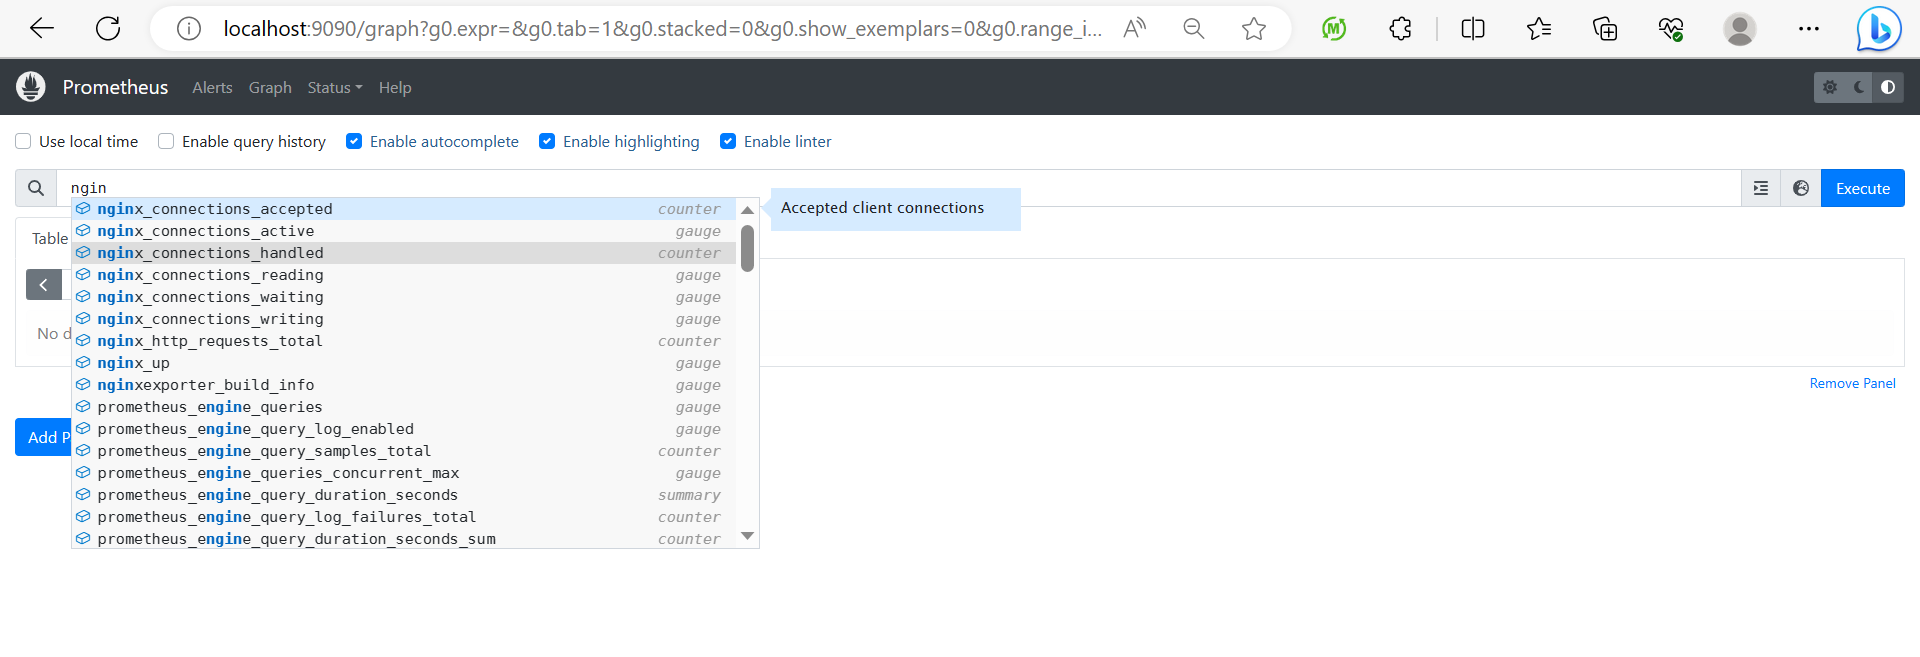 localhost:9090/graph?g0.expr=&g0.tab=1&g0.stacked=0&g0.show_exemplars=0&g0.range_i...
Prometheus Alerts Graph Status Help
Use local time Enable query history Enable autocomplete Enable highlighting Enable linter
ngin Execute
nginx_connections_accepted counter Accepted client connections
nginx_connections_active gauge
Table
nginx_connections_handled counter
nginx_connections_reading gauge
nginx_connections_waiting gauge
nginx_connections_writing gauge
No d
nginx_http_requests_total counter
nginx_up gauge
nginxexporter_build_info gauge
Remove Panel
prometheus_engine_queries gauge
prometheus_engine_query_log_enabled gauge
Add P
prometheus_engine_query_samples_total counter
prometheus_engine_queries_concurrent_max gauge
prometheus_engine_query_duration_seconds summary
prometheus_engine_query_log_failures_total counter
prometheus_engine_query_duration_seconds_sum counter